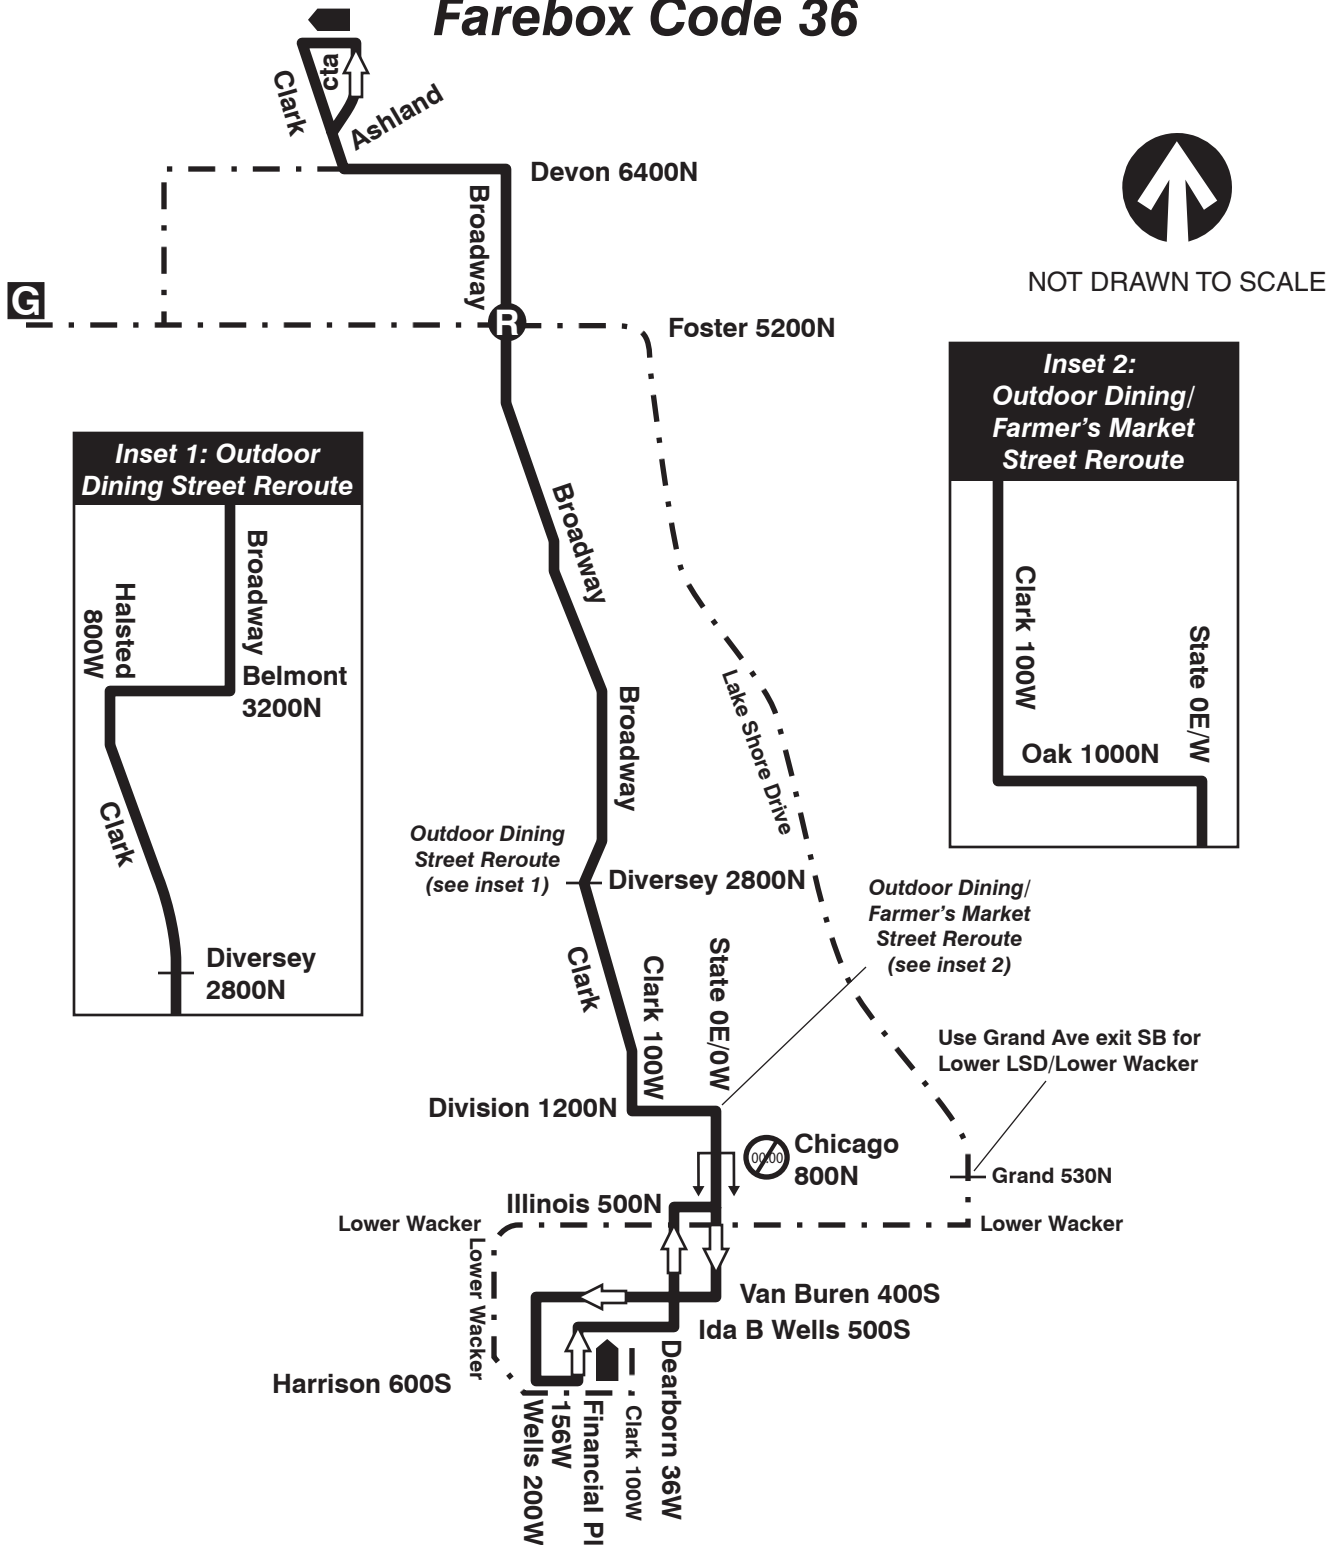 Farebox Code 36
cta
Clark
Ashland
Devon 6400N
Broadway
NOT DRAWN TO SCALE
G
R
Foster 5200N
Inset 2:
Outdoor Dining/
Farmer's Market
Street Reroute
Clark 100W
State 0E/W
Oak 1000N
Inset 1: Outdoor
Dining Street Reroute
Broadway
Halsted
800W
Belmont
3200N
Clark
Diversey
2800N
Broadway
Broadway
Lake Shore Drive
Outdoor Dining
Street Reroute
(see inset 1)
Diversey 2800N
Outdoor Dining/
Farmer's Market
Street Reroute
(see inset 2)
Clark
Clark 100W
State 0E/0W
Use Grand Ave exit SB for
Lower LSD/Lower Wacker
Division 1200N
00:00
Chicago
800N
Grand 530N
Illinois 500N
Lower Wacker
Lower Wacker
Lower Wacker
Van Buren 400S
Ida B Wells 500S
Harrison 600S
Wells 200W
156W
Financial Pl
Clark 100W
Dearborn 36W